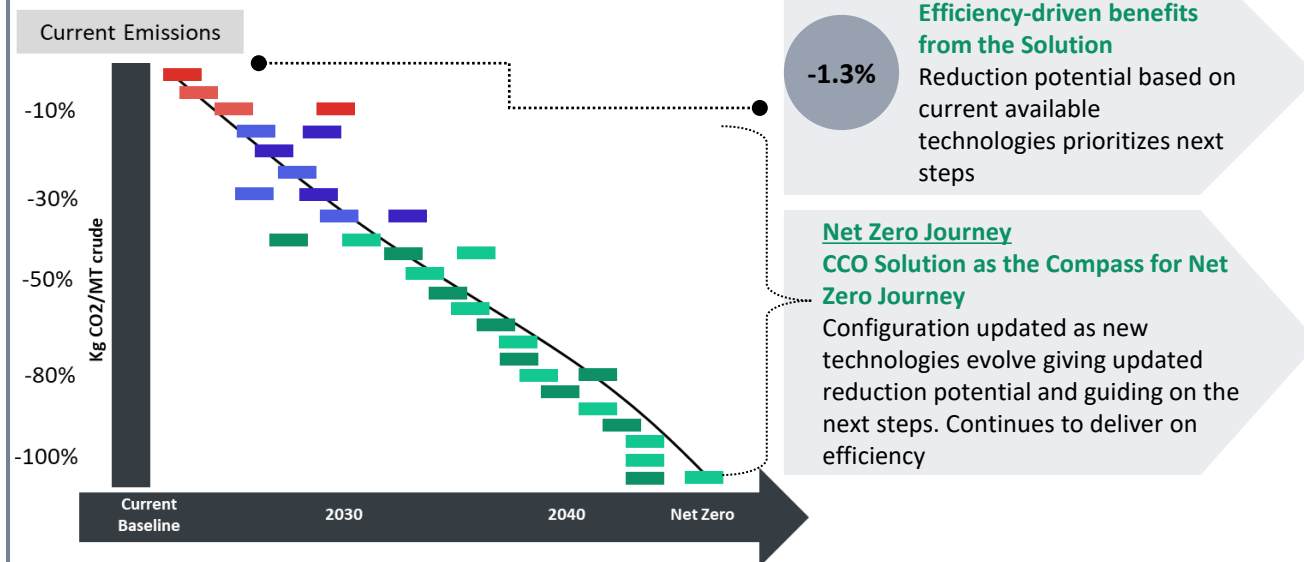 Current Emissions
-10%
-30%
-50%
-80%
-100%
Kg CO2/MT crude
Current
Baseline
2030
2040
Net Zero
-1.3%
Efficiency-driven benefits
from the Solution
Reduction potential based on
current available
technologies prioritizes next
steps
Net Zero Journey
CCO Solution as the Compass for Net
Zero Journey
Configuration updated as new
technologies evolve giving updated
reduction potential and guiding on the
next steps. Continues to deliver on
efficiency